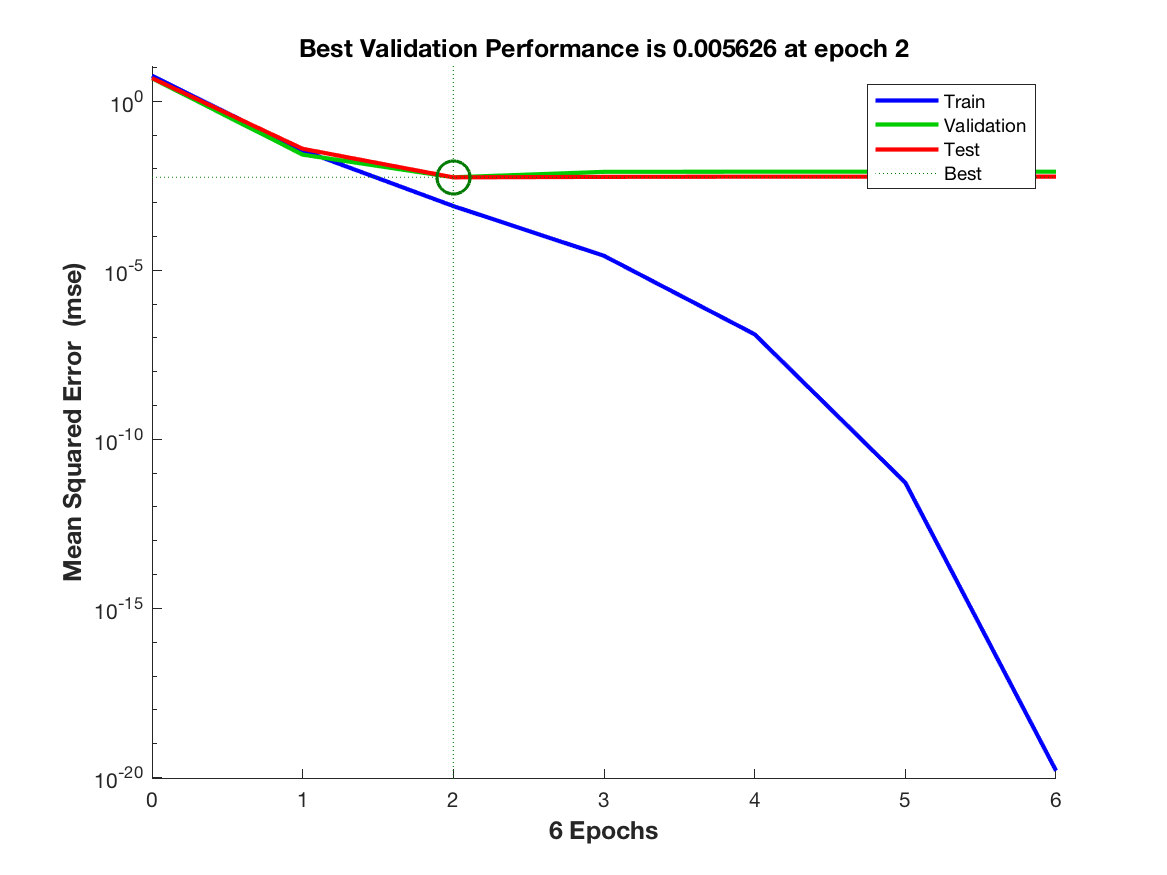 Best Validation Performance is 0.005626 at epoch 2
Train
Validation
Test
Best
10^0
10^-5
10^-10
10^-15
10^-20
Mean Squared Error (mse)
0 1 2 3 4 5 6
6 Epochs